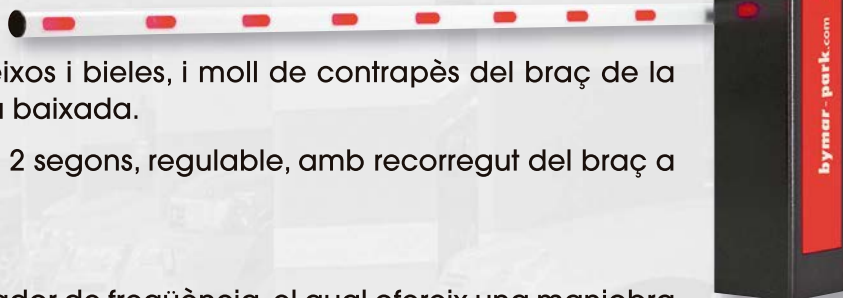 eixos i bieles, i moll de contrapès del braç de la
a baixada.
2 segons, regulable, amb recorregut del braç a
ador de freqüència, el qual ofereix una maniobra
bymar-park.com